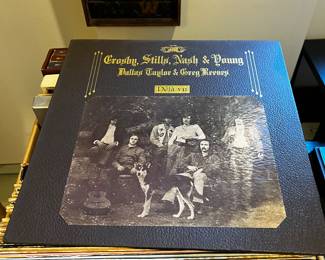 Crosby, Stills, Nash & Young
Dallas Taylor & Greg Reeves
Déjà vu